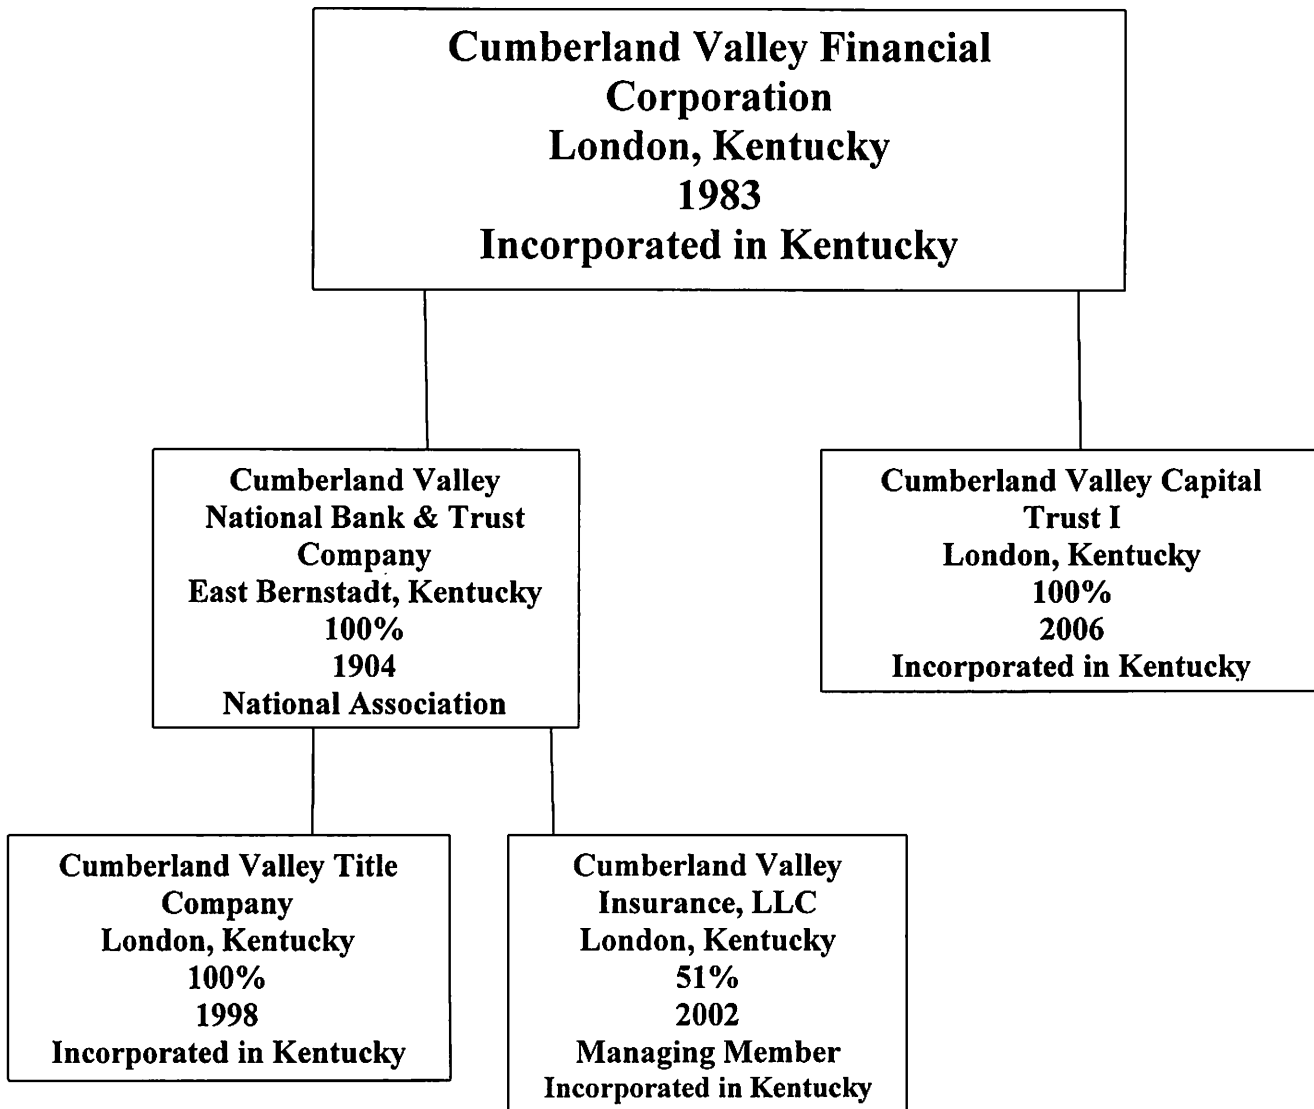 Cumberland Valley Financial
Corporation
London, Kentucky
1983
Incorporated in Kentucky
Cumberland Valley
National Bank & Trust
Company
East Bernstadt, Kentucky
100%
1904
National Association
Cumberland Valley Capital
Trust I
London, Kentucky
100%
2006
Incorporated in Kentucky
Cumberland Valley Title
Company
London, Kentucky
100%
1998
Incorporated in Kentucky
Cumberland Valley
Insurance, LLC
London, Kentucky
51%
2002
Managing Member
Incorporated in Kentucky